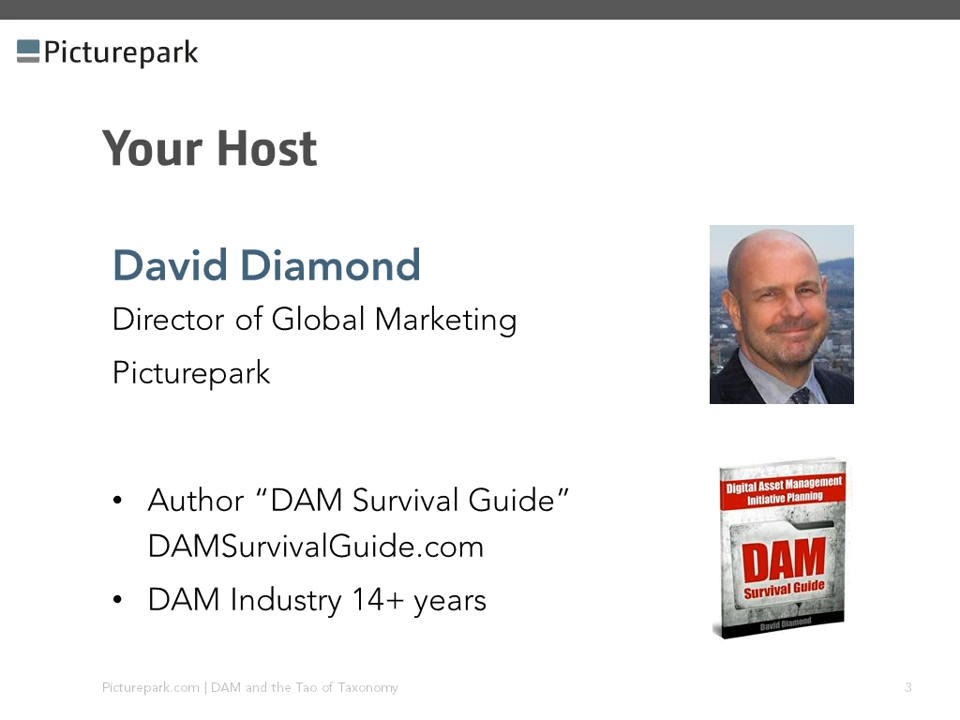 Picturepark
Your Host
David Diamond
Director of Global Marketing
Picturepark
• Author “DAM Survival Guide”
DAMSurvivalGuide.com
• DAM Industry 14+ years
Digital Asset Management
Initiative Planning
DAM
Survival Guide
David Diamond
Picturepark.com | DAM and the Tao of Taxonomy
3